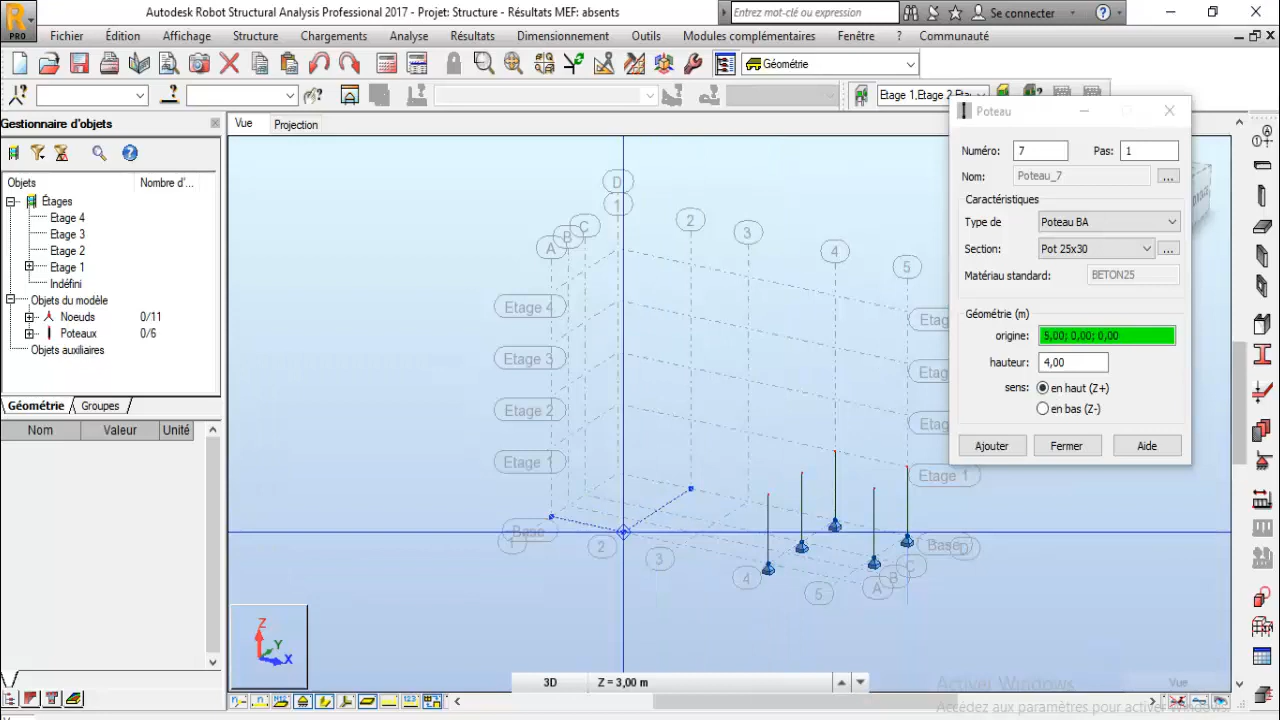 Autodesk Robot Structural Analysis Professional 2017 - Projet: Structure - Résultats MEF: absents
Entrez mot-clé ou expression
Se connecter
PRO
Fichier Édition Affichage Structure Chargements Analyse Résultats Dimensionnement Outils Modules complémentaires Fenêtre ? Communauté
Géométrie
Etage 1,Etage 2,Eta
Gestionnaire d'objets
Vue Projection
Objets Nombre d'...
Étages
Etage 4
Etage 3
Etage 2
Etage 1
Indéfini
Objets du modèle
Noeuds 0/11
Poteaux 0/6
Objets auxiliaires
Géométrie Groupes
Nom Valeur Unité
D
1 2 3 4 5
A B C
Etage 4 Etag
Etage 3 Etag
Etage 2 Etag
Etage 1 Etage 1
Base Base D
1 2 3 4 5 A B C
Z
Y
X
3D Z = 3,00 m
Vue
Poteau
Numéro: 7 Pas: 1
Nom: Poteau_7 ...
Caractéristiques
Type de Poteau BA
Section: Pot 25x30 ...
Matériau standard: BETON25
Géométrie (m)
origine: 5,00; 0,00; 0,00
hauteur: 4,00
sens: en haut (Z+)
en bas (Z-)
Ajouter Fermer Aide
Activer Windows
Accédez aux paramètres pour activer Windows.